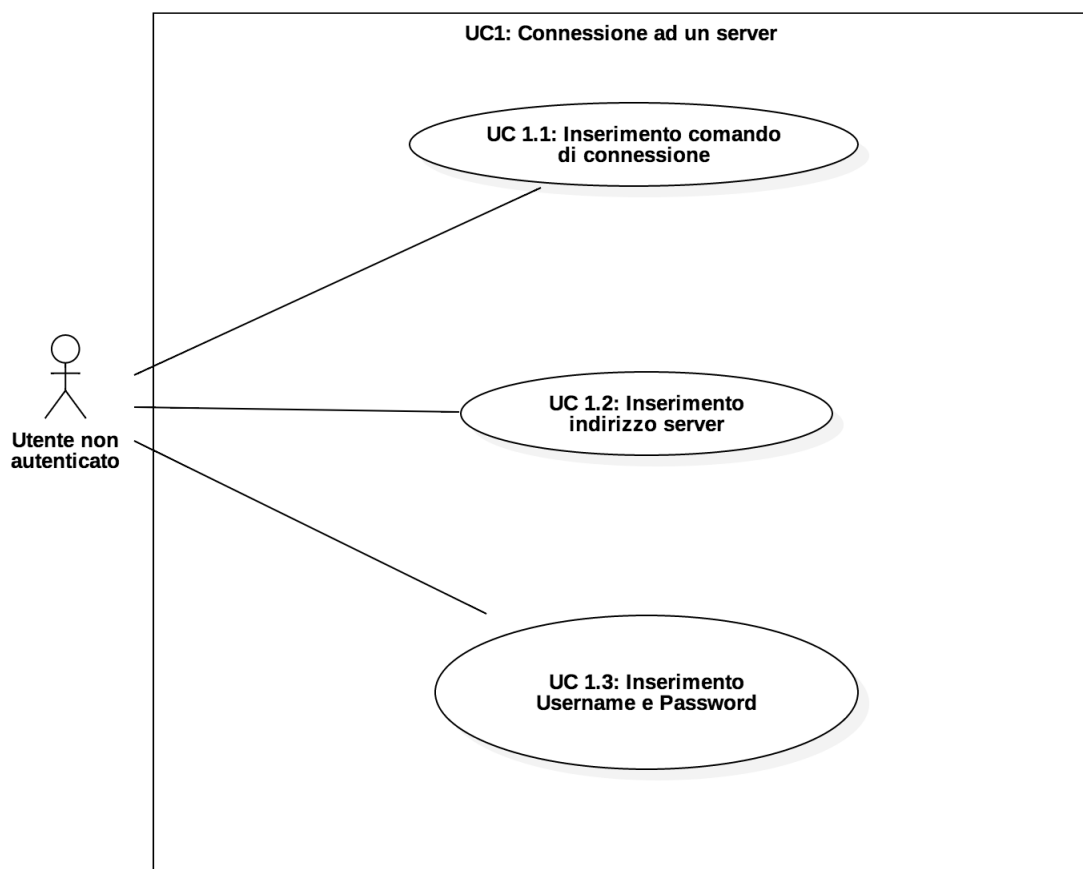 UC1: Connessione ad un server
UC 1.1: Inserimento comando
di connessione
UC 1.2: Inserimento
indirizzo server
Utente non
autenticato
UC 1.3: Inserimento
Username e Password